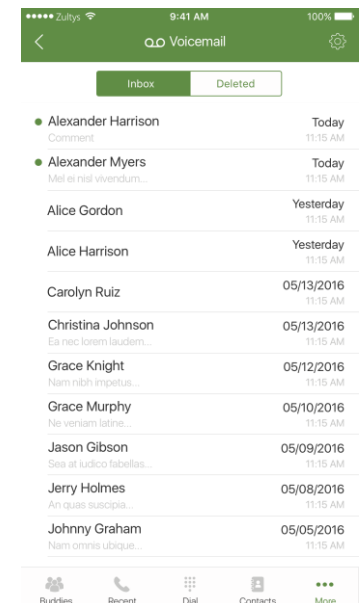 Zultys 9:41 AM 100%
Voicemail
Inbox Deleted
Alexander Harrison Today
Comment 11:15 AM
Alexander Myers Today
Mel ei nisl vivendum... 11:15 AM
Alice Gordon Yesterday
11:15 AM
Alice Harrison Yesterday
11:15 AM
Carolyn Ruiz 05/13/2016
11:15 AM
Christina Johnson 05/13/2016
Ea nec lorem laudem... 11:15 AM
Grace Knight 05/12/2016
Nam nibh impetus... 11:15 AM
Grace Murphy 05/10/2016
Ne veniam latine... 11:15 AM
Jason Gibson 05/09/2016
Sea at iudico fabellas... 11:15 AM
Jerry Holmes 05/08/2016
An quas suscipia... 11:15 AM
Johnny Graham 05/05/2016
Nam omnis ubique... 11:15 AM
Buddies Recent Dial Contacts More